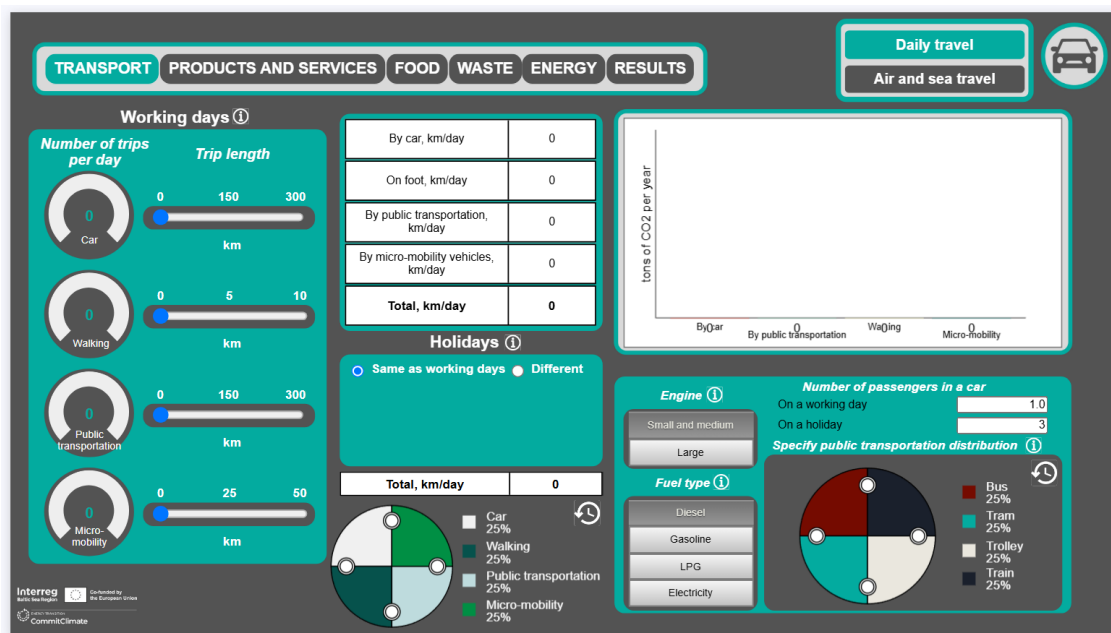 TRANSPORT PRODUCTS AND SERVICES FOOD WASTE ENERGY RESULTS
Daily travel
Air and sea travel
Working days
Number of trips
per day
Trip length
0 150 300
0
Car
km
0 5 10
0
Walking
km
0 150 300
0
Public
transportation
km
0 25 50
0
Micro-
mobility
km
By car, km/day 0
On foot, km/day 0
By public transportation,
km/day 0
By micro-mobility vehicles,
km/day 0
Total, km/day 0
Holidays
Same as working days Different
Total, km/day 0
Car
25%
Walking
25%
Public transportation
25%
Micro-mobility
25%
tons of CO2 per year
0 0 0 0
By car
By public transportation
Walking
Micro-mobility
Engine
Small and medium
Large
Fuel type
Diesel
Gasoline
LPG
Electricity
Number of passengers in a car
On a working day 1.0
On a holiday 3
Specify public transportation distribution
Bus
25%
Tram
25%
Trolley
25%
Train
25%
Interreg
Baltic Sea Region
Co-funded by
the European Union
ENERGY TRANSITION
CommitClimate